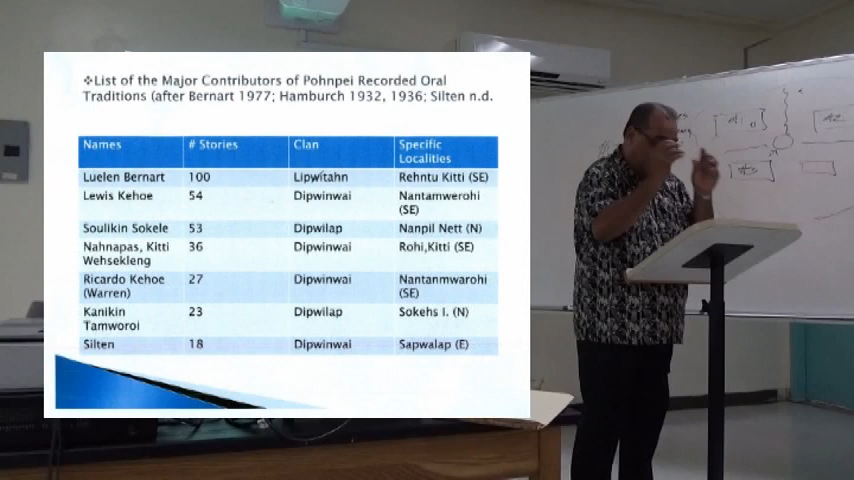 ❖List of the Major Contributors of Pohnpei Recorded Oral
Traditions (after Bernart 1977; Hamburch 1932, 1936; Silten n.d.
Names # Stories Clan Specific
Localities
Luelen Bernart 100 Lipwitahn Rehntu Kitti (SE)
Lewis Kehoe 54 Dipwinwai Nantamwerohi
(SE)
Soulikin Sokele 53 Dipwilap Nanpil Nett (N)
Nahnapas, Kitti 36 Dipwinwai Rohi,Kitti (SE)
Wehsekleng
Ricardo Kehoe 27 Dipwinwai Nantanmwarohi
(Warren) (SE)
Kanikin 23 Dipwilap Sokehs I. (N)
Tamworoi
Silten 18 Dipwinwai Sapwalap (E)